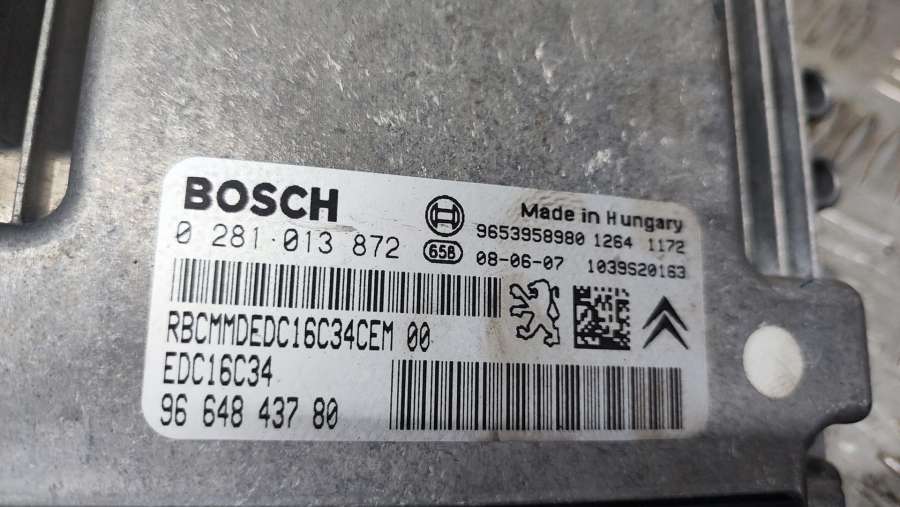 BOSCH
Made in Hungary
0 281 013 872
9653958980 1264 1172
65B
08-06-07 1039S20163
RBCMMDEDC16C34CEM 00
EDC16C34
96 648 437 80